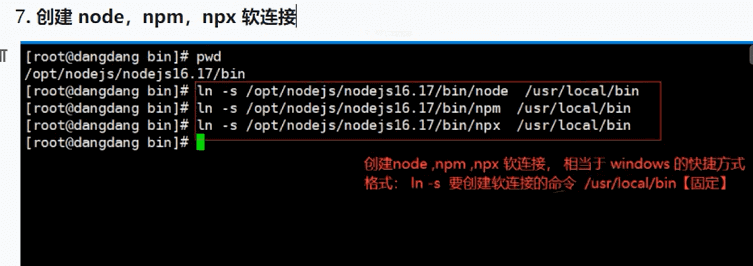 7. 创建 node，npm，npx 软连接
[root@dangdang bin]# pwd
/opt/nodejs/nodejs16.17/bin
[root@dangdang bin]# ln -s /opt/nodejs/nodejs16.17/bin/node  /usr/local/bin
[root@dangdang bin]# ln -s /opt/nodejs/nodejs16.17/bin/npm  /usr/local/bin
[root@dangdang bin]# ln -s /opt/nodejs/nodejs16.17/bin/npx  /usr/local/bin
[root@dangdang bin]#
创建node ,npm ,npx 软连接， 相当于 windows 的快捷方式
格式： ln -s 要创建软连接的命令 /usr/local/bin【固定】